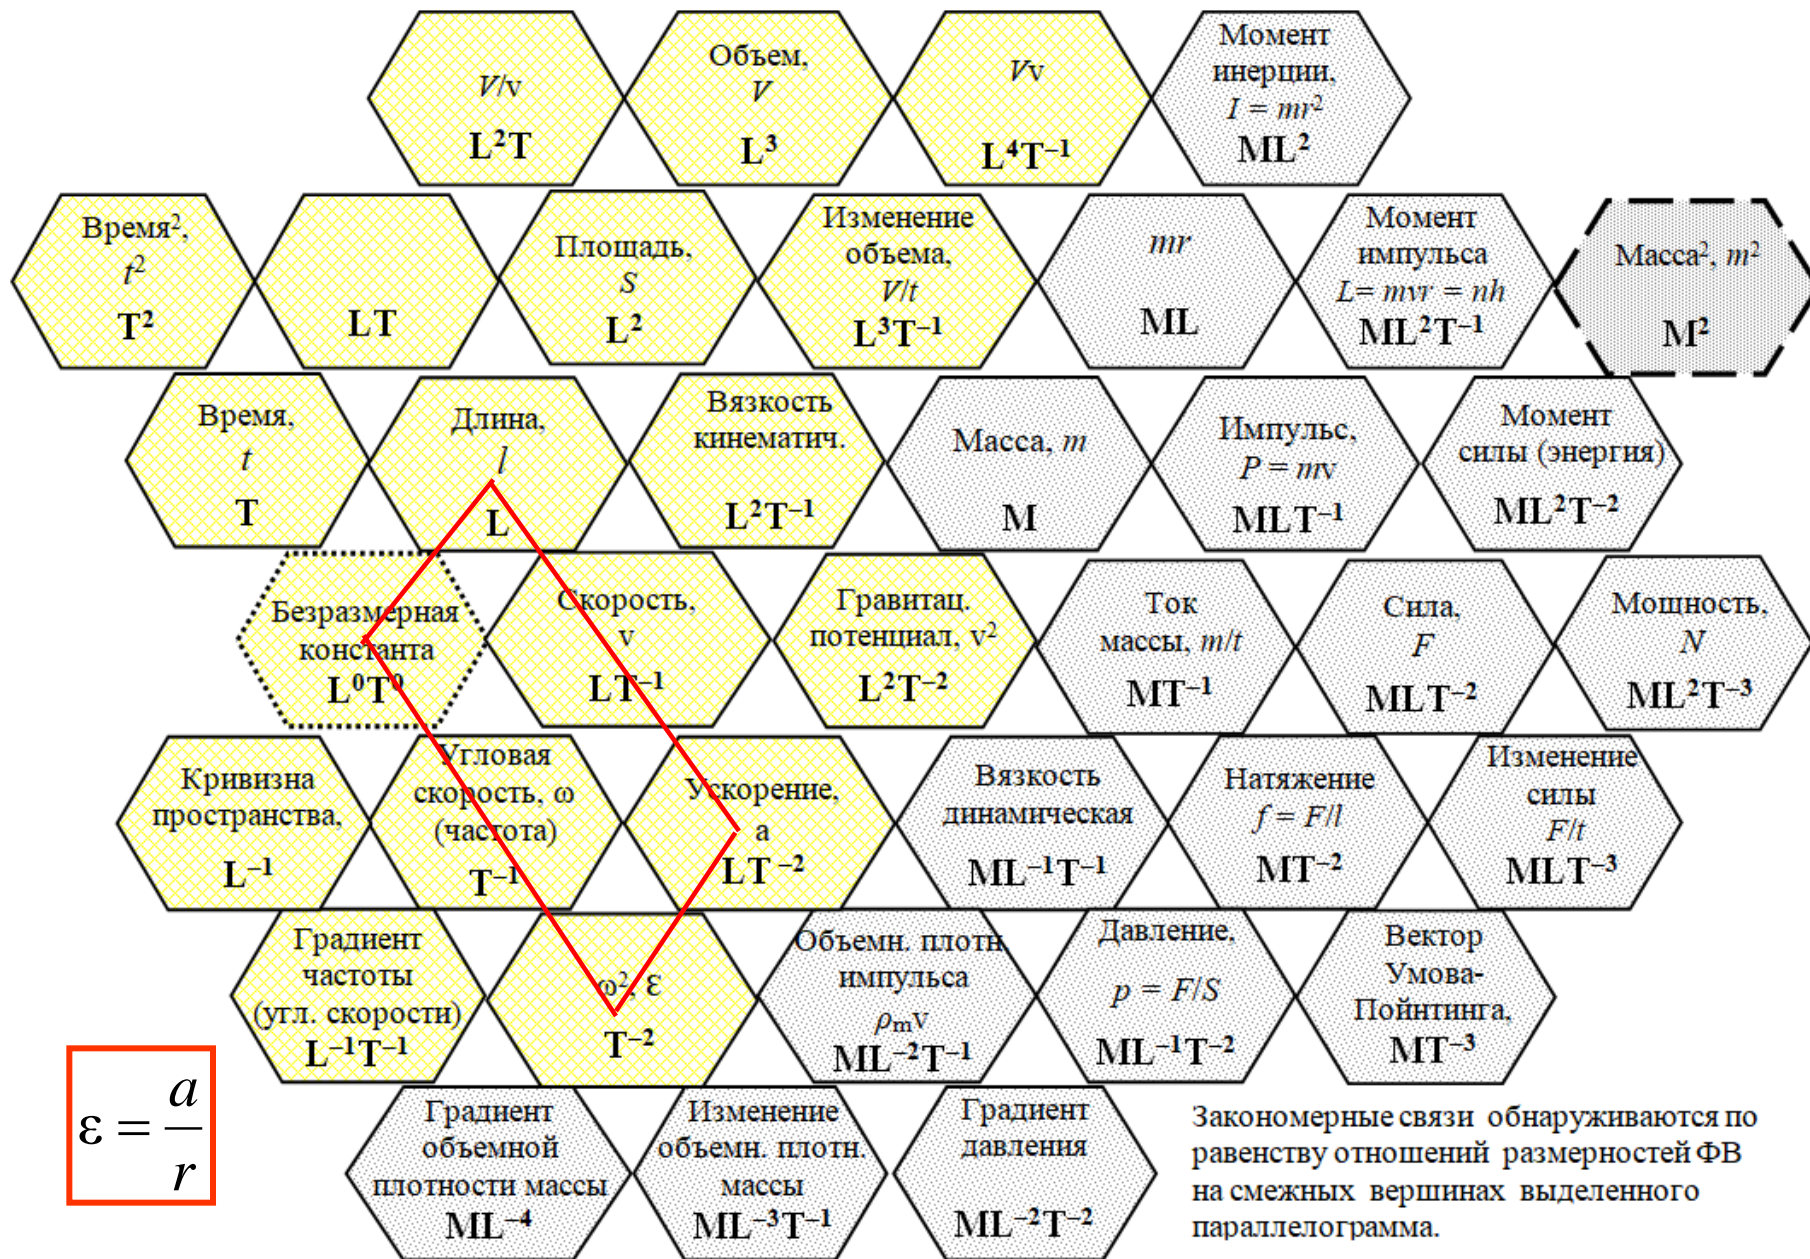 V/v
L²T
Объем,
V
L³
Vv
L⁴T⁻¹
Момент
инерции,
I = mr²
ML²
Время²,
t²
T²
LT
Площадь,
S
L²
Изменение
объема,
V/t
L³T⁻¹
mr
ML
Момент
импульса
L= mvr = nh
ML²T⁻¹
Масса², m²
M²
Время,
t
T
Длина,
l
L
Вязкость
кинематич.
L²T⁻¹
Масса, m
M
Импульс,
P = mv
MLT⁻¹
Момент
силы (энергия)
ML²T⁻²
Безразмерная
константа
L⁰T⁰
Скорость,
v
LT⁻¹
Гравитац.
потенциал, v²
L²T⁻²
Ток
массы, m/t
MT⁻¹
Сила,
F
MLT⁻²
Мощность,
N
ML²T⁻³
Кривизна
пространства,
L⁻¹
Угловая
скорость, ω
(частота)
T⁻¹
Ускорение,
a
LT⁻²
Вязкость
динамическая
ML⁻¹T⁻¹
Натяжение
f = F/l
MT⁻²
Изменение
силы
F/t
MLT⁻³
Градиент
частоты
(угл. скорости)
L⁻¹T⁻¹
ω², ε
T⁻²
Объемн. плотн.
импульса
ρₘv
ML⁻²T⁻¹
Давление,
p = F/S
ML⁻¹T⁻²
Вектор
Умова-
Пойнтинга,
MT⁻³
Градиент
объемной
плотности массы
ML⁻⁴
Изменение
объемн. плотн.
массы
ML⁻³T⁻¹
Градиент
давления
ML⁻²T⁻²
ε = a/r
Закономерные связи обнаруживаются по
равенству отношений размерностей ФВ
на смежных вершинах выделенного
параллелограмма.